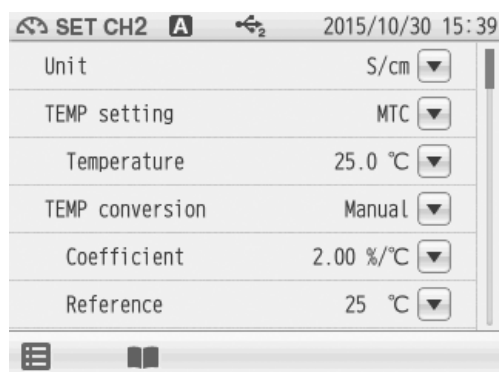 SET CH2 A 2 2015/10/30 15:39
Unit S/cm
TEMP setting MTC
Temperature 25.0 ℃
TEMP conversion Manual
Coefficient 2.00 %/℃
Reference 25 ℃